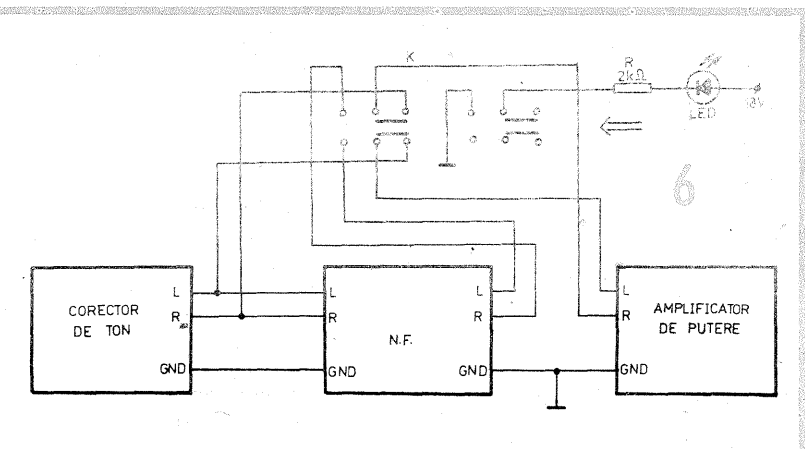 K
R
2kΩ
LED
6
CORECTOR
DE TON
L
R
GND
L
R
GND
N.F.
L
R
GND
L
R
GND
AMPLIFICATOR
DE PUTERE